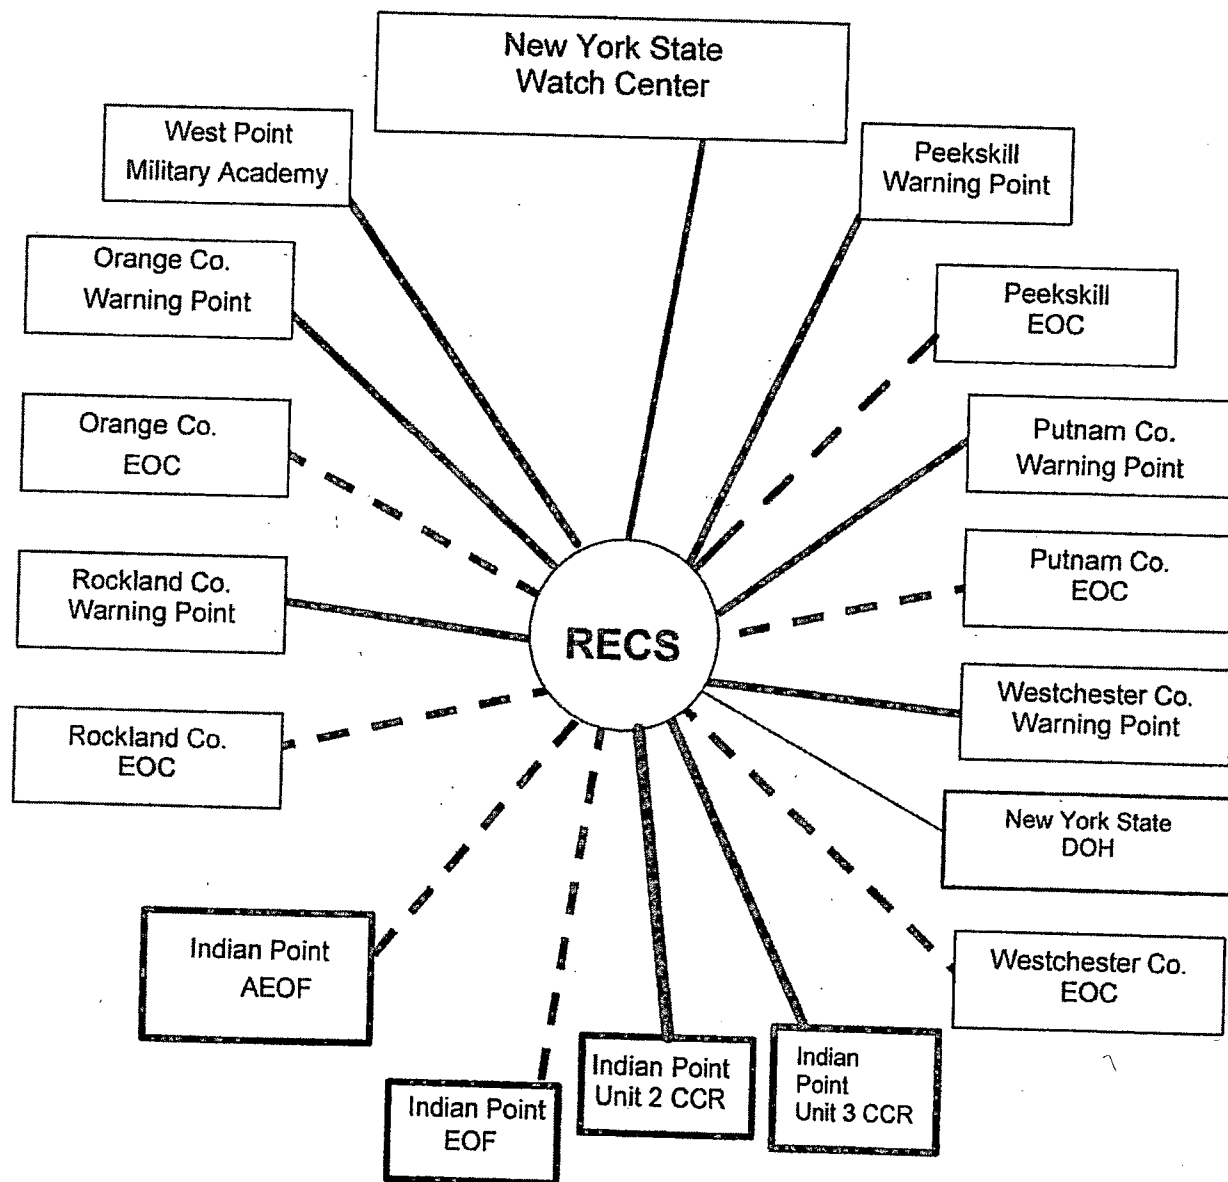 New York State
Watch Center
West Point
Military Academy
Peekskill
Warning Point
Orange Co.
Warning Point
Peekskill
EOC
Orange Co.
EOC
Putnam Co.
Warning Point
Rockland Co.
Warning Point
Putnam Co.
EOC
RECS
Westchester Co.
Warning Point
Rockland Co.
EOC
New York State
DOH
Indian Point
AEOF
Westchester Co.
EOC
Indian Point
EOF
Indian Point
Unit 2 CCR
Indian
Point
Unit 3 CCR